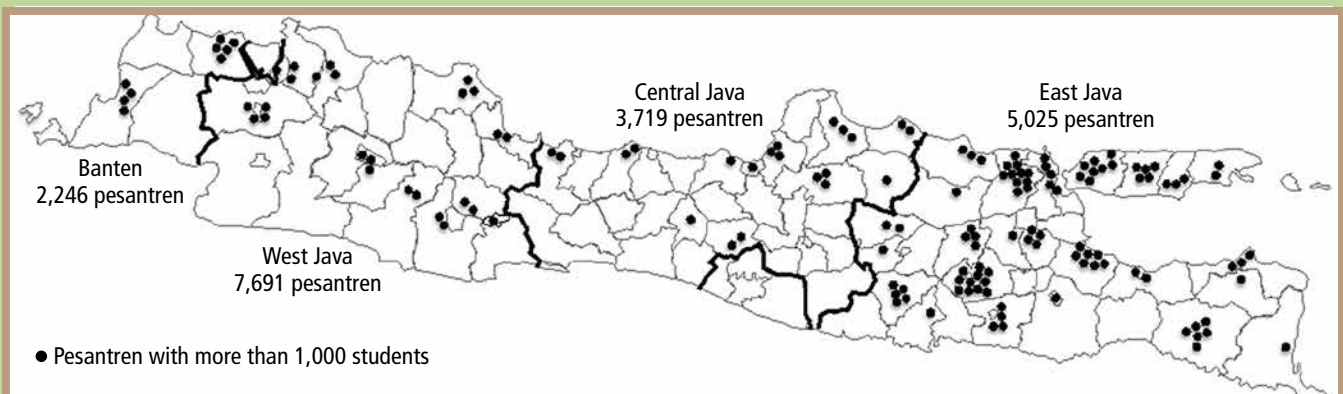 Central Java
3,719 pesantren
East Java
5,025 pesantren
Banten
2,246 pesantren
West Java
7,691 pesantren
Pesantren with more than 1,000 students